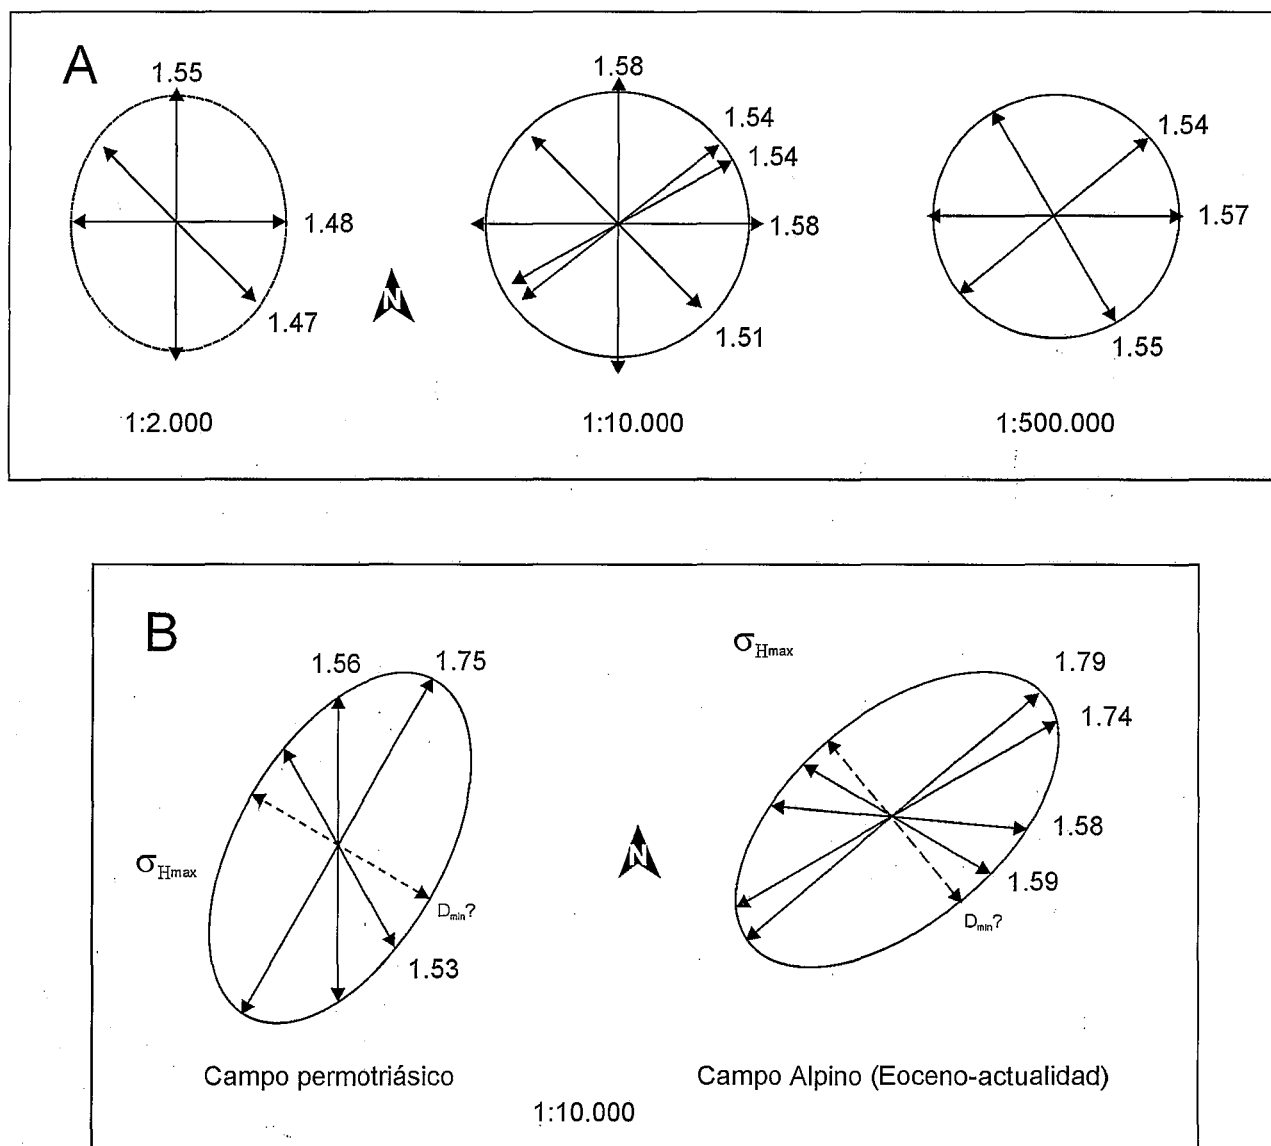 A
1.55
1.48
1.47
1:2.000
N
1.58
1.54
1.54
1.58
1.51
1:10.000
1.54
1.57
1.55
1:500.000
B
1.56
1.75
σHmax
Dmin?
1.53
Campo permotriásico
N
σHmax
1.79
1.74
1.58
1.59
Dmin?
Campo Alpino (Eoceno-actualidad)
1:10.000